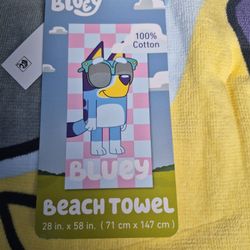 BLUEY
100%
Cotton
BLUEY
BEACH TOWEL
28 in. x 58 in. (71 cm x 147 cm)